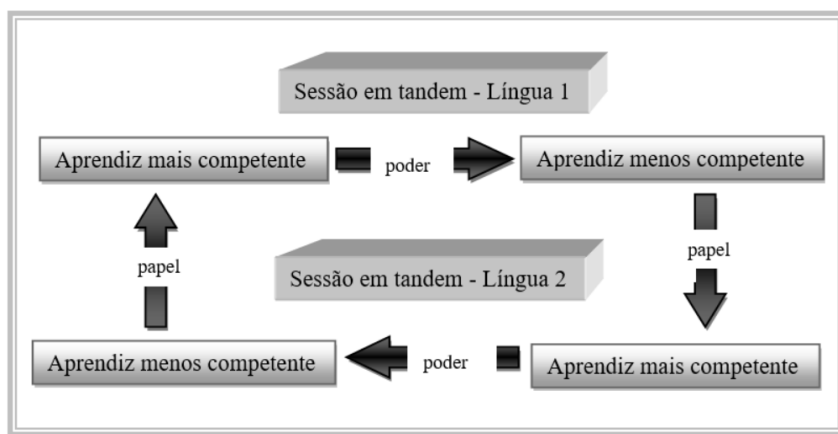 Sessão em tandem - Língua 1
Aprendiz mais competente
poder
Aprendiz menos competente
papel
papel
Sessão em tandem - Língua 2
Aprendiz menos competente
poder
Aprendiz mais competente